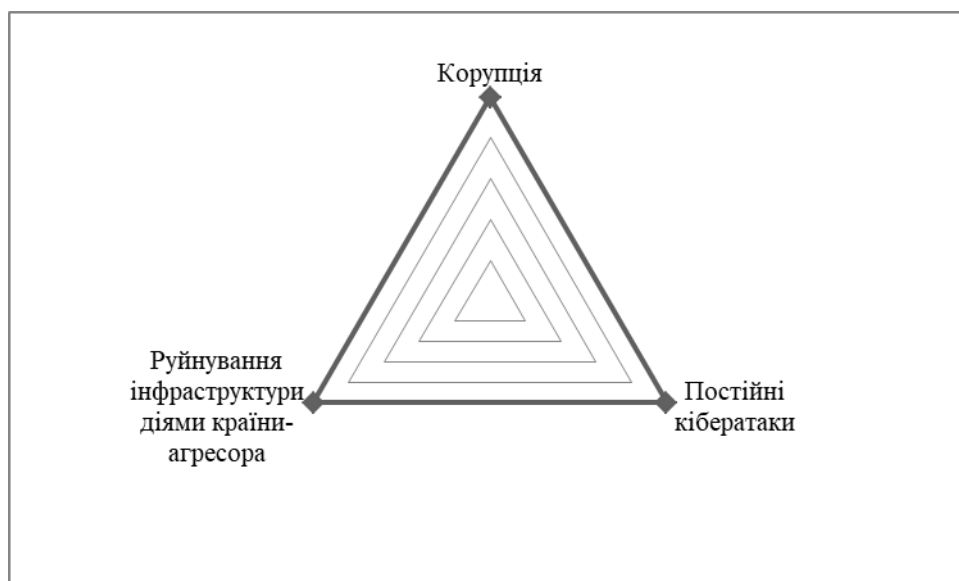 Корупція
Руйнування
інфраструктури
діями країни-
агресора
Постійні
кібератаки